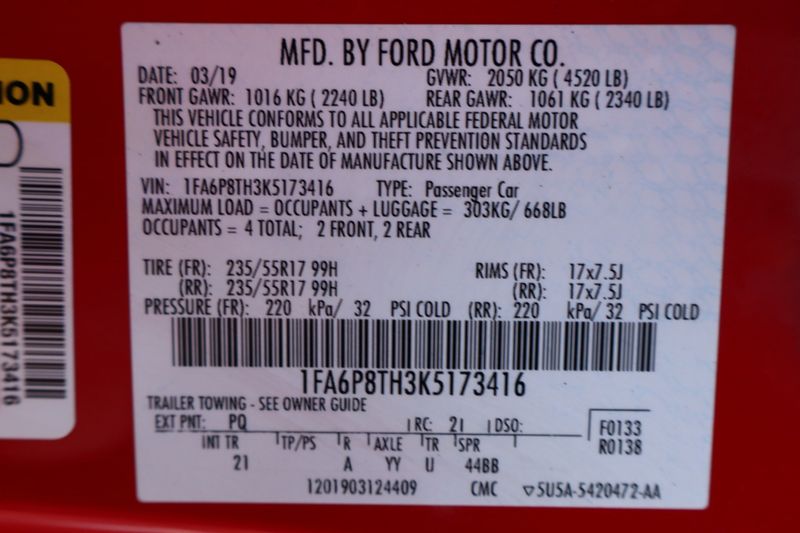 MFD. BY FORD MOTOR CO.
DATE: 03/19 GVWR: 2050 KG ( 4520 LB)
FRONT GAWR: 1016 KG ( 2240 LB) REAR GAWR: 1061 KG ( 2340 LB)
THIS VEHICLE CONFORMS TO ALL APPLICABLE FEDERAL MOTOR
VEHICLE SAFETY, BUMPER, AND THEFT PREVENTION STANDARDS
IN EFFECT ON THE DATE OF MANUFACTURE SHOWN ABOVE.
VIN: 1FA6P8TH3K5173416 TYPE: Passenger Car
MAXIMUM LOAD = OCCUPANTS + LUGGAGE = 303KG/ 668LB
OCCUPANTS = 4 TOTAL; 2 FRONT, 2 REAR
TIRE (FR): 235/55R17 99H RIMS (FR): 17x7.5J
(RR): 235/55R17 99H (RR): 17x7.5J
PRESSURE (FR): 220 kPa/ 32 PSI COLD (RR): 220 kPa/ 32 PSI COLD
1FA6P8TH3K5173416
TRAILER TOWING - SEE OWNER GUIDE
EXT PNT: PQ RC: 21 DSO: F0133
INT TR TP/PS R AXLE TR SPR R0138
21 A YY U 44BB
1201903124409 CMC ▽5U5A-5420472-AA
ION
1FA6P8TH3K5173416